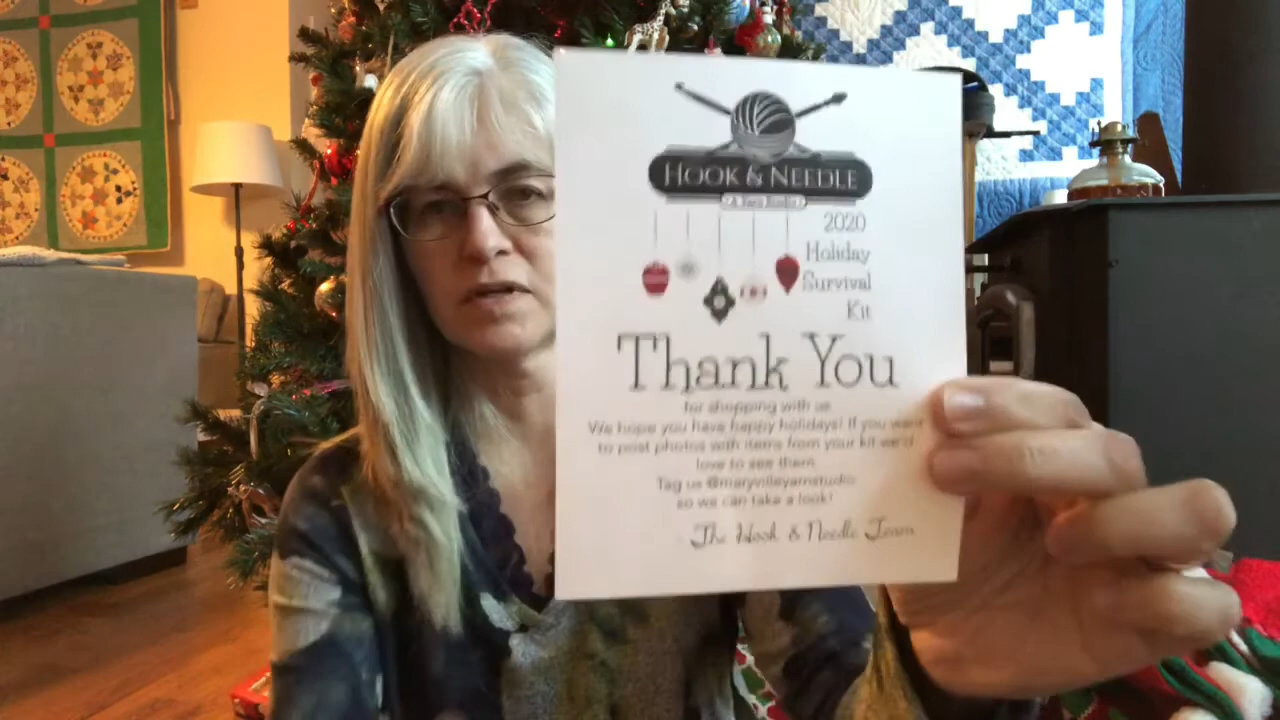 HOOK & NEEDLE
A Yarn Studio
2020
Holiday
Survival
Kit
Thank You
for shopping with us.
We hope you have happy holidays! If you want
to post photos with items from your kit we'd
love to see them.
Tag us @maryvilleyarnstudio
so we can take a look!
- The Hook & Needle Team